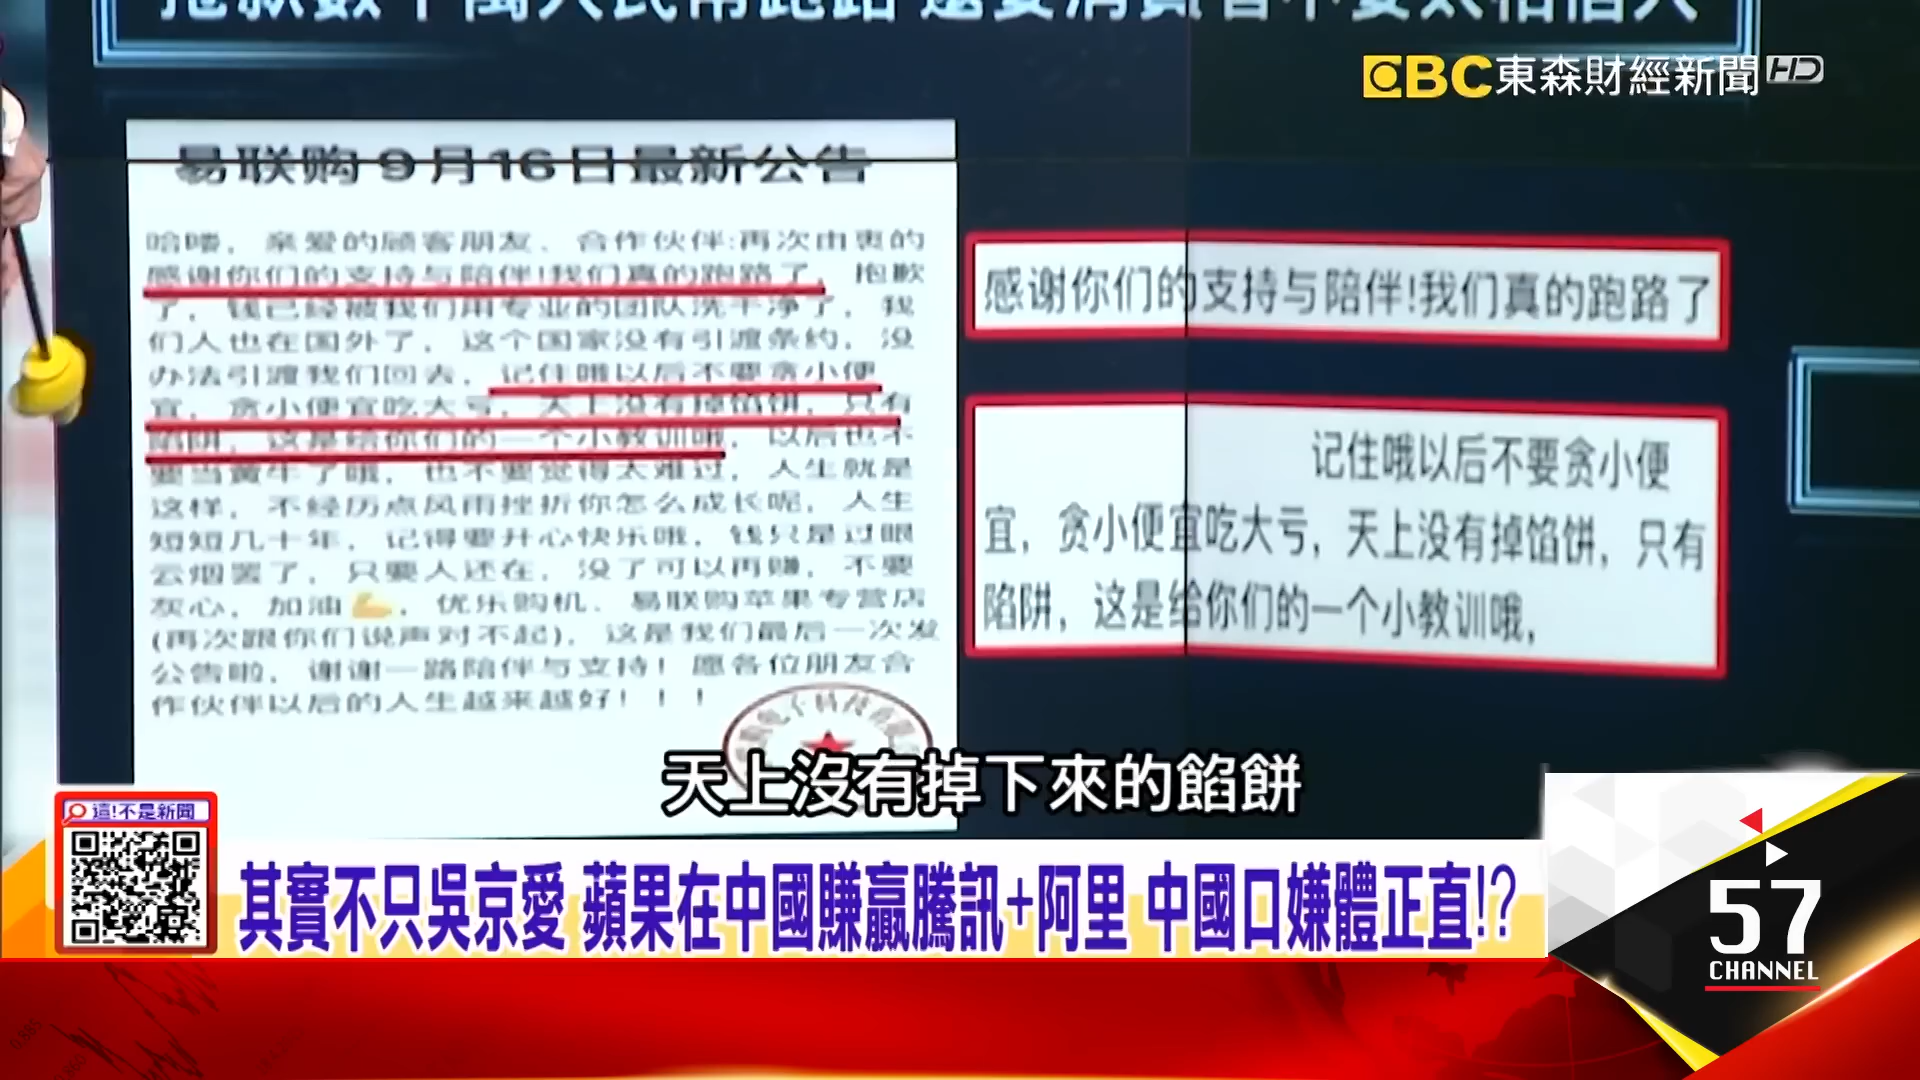 EBC 東森財經新聞 HD
易联购9月16日最新公告
哈喽，亲爱的顾客朋友、合作伙伴:再次由衷的
感谢你们的支持与陪伴!我们真的跑路了，抱歉
了，钱已经被我们用专业的团队洗干净了，我
们人也在国外了，这个国家没有引渡条约，没
办法引渡我们回去，记住哦以后不要贪小便
宜，贪小便宜吃大亏，天上没有掉馅饼，只有
陷阱，这是给你们的一个小教训哦，以后也不
要当黄牛了哦，也不要觉得太难过，人生就是
这样，不经历点风雨挫折你怎么成长呢，人生
短短几十年，记得要开心快乐哦，钱只是过眼
云烟罢了，只要人还在，没了可以再赚，不要
灰心，加油💪，优乐购机、易联购苹果专营店
(再次跟你们说声对不起)，这是我们最后一次发
公告啦，谢谢一路陪伴与支持！愿各位朋友合
作伙伴以后的人生越来越好！！！
感谢你们的支持与陪伴!我们真的跑路了
记住哦以后不要贪小便
宜，贪小便宜吃大亏，天上没有掉馅饼，只有
陷阱，这是给你们的一个小教训哦，
天上沒有掉下來的餡餅
這!不是新聞
其實不只吳京愛 蘋果在中國賺贏騰訊+阿里 中國口嫌體正直!?
57
CHANNEL